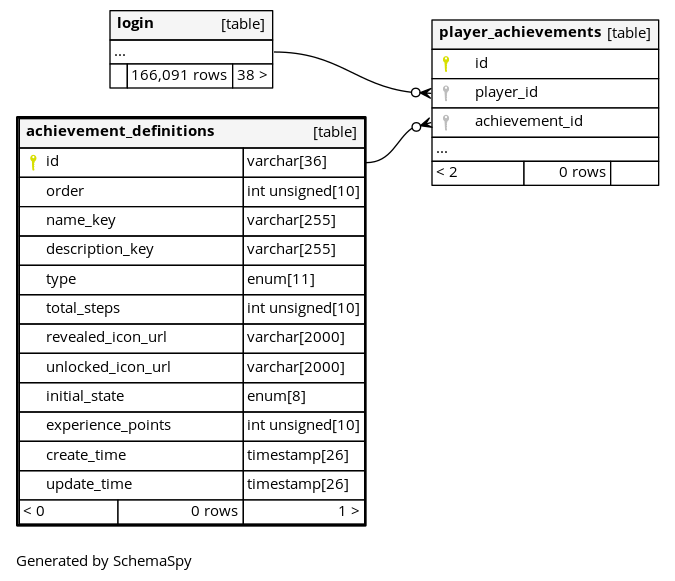 login [table]
...
166,091 rows 38 >
player_achievements [table]
id
player_id
achievement_id
...
< 2 0 rows
achievement_definitions [table]
id varchar[36]
order int unsigned[10]
name_key varchar[255]
description_key varchar[255]
type enum[11]
total_steps int unsigned[10]
revealed_icon_url varchar[2000]
unlocked_icon_url varchar[2000]
initial_state enum[8]
experience_points int unsigned[10]
create_time timestamp[26]
update_time timestamp[26]
< 0 0 rows 1 >
Generated by SchemaSpy